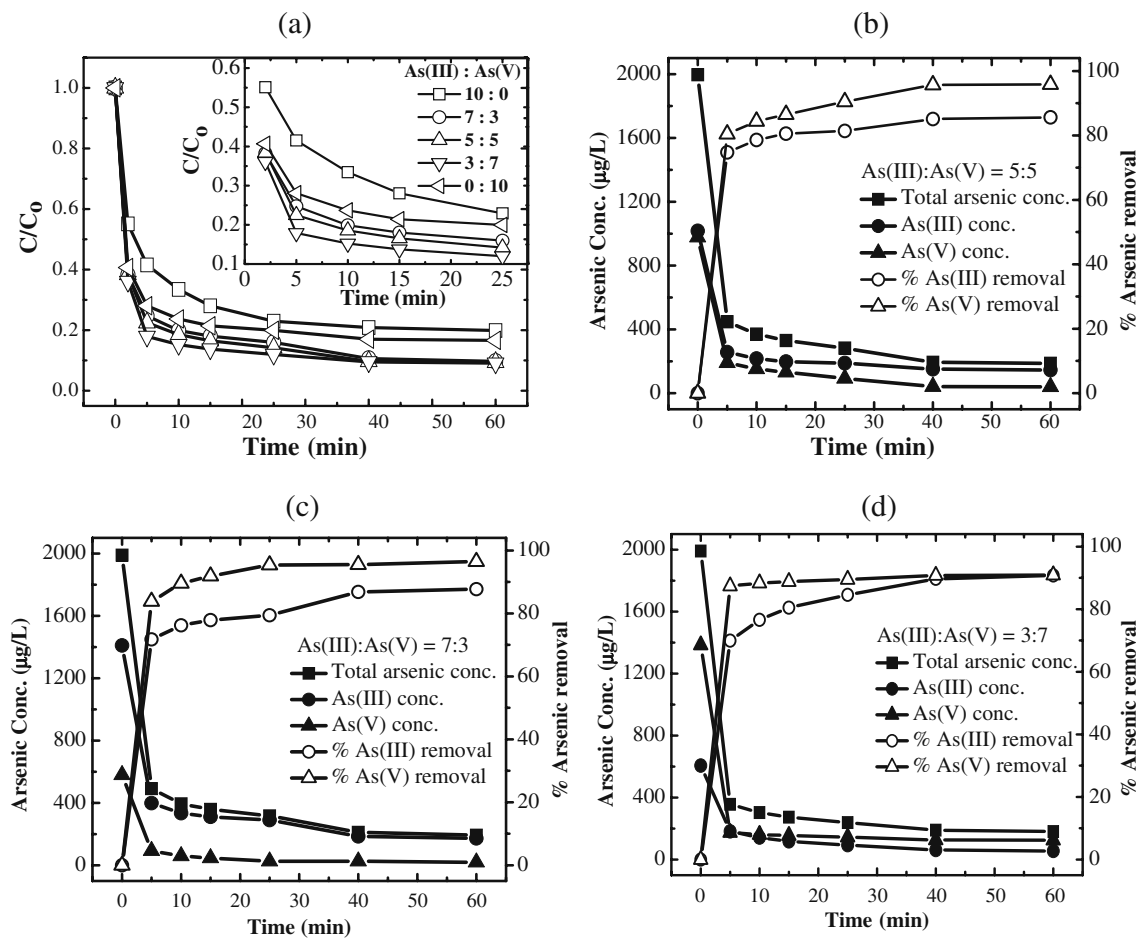 (a)
C/C₀
1.0
0.8
0.6
0.4
0.2
0.0
0 10 20 30 40 50 60
Time (min)
C/C₀
0.6
0.5
0.4
0.3
0.2
0.1
0 5 10 15 20 25
Time (min)
As(III) : As(V)
10 : 0
7 : 3
5 : 5
3 : 7
0 : 10
(b)
Arsenic Conc. (µg/L)
2000
1600
1200
800
400
0
As(III):As(V) = 5:5
Total arsenic conc.
As(III) conc.
As(V) conc.
% As(III) removal
% As(V) removal
100
80
60
40
20
0
% Arsenic removal
0 10 20 30 40 50 60
Time (min)
(c)
Arsenic Conc. (µg/L)
2000
1600
1200
800
400
0
As(III):As(V) = 7:3
Total arsenic conc.
As(III) conc.
As(V) conc.
% As(III) removal
% As(V) removal
100
80
60
40
20
0
% Arsenic removal
0 10 20 30 40 50 60
Time (min)
(d)
Arsenic Conc. (µg/L)
2000
1600
1200
800
400
0
As(III):As(V) = 3:7
Total arsenic conc.
As(III) conc.
As(V) conc.
% As(III) removal
% As(V) removal
100
80
60
40
20
0
% Arsenic removal
0 10 20 30 40 50 60
Time (min)